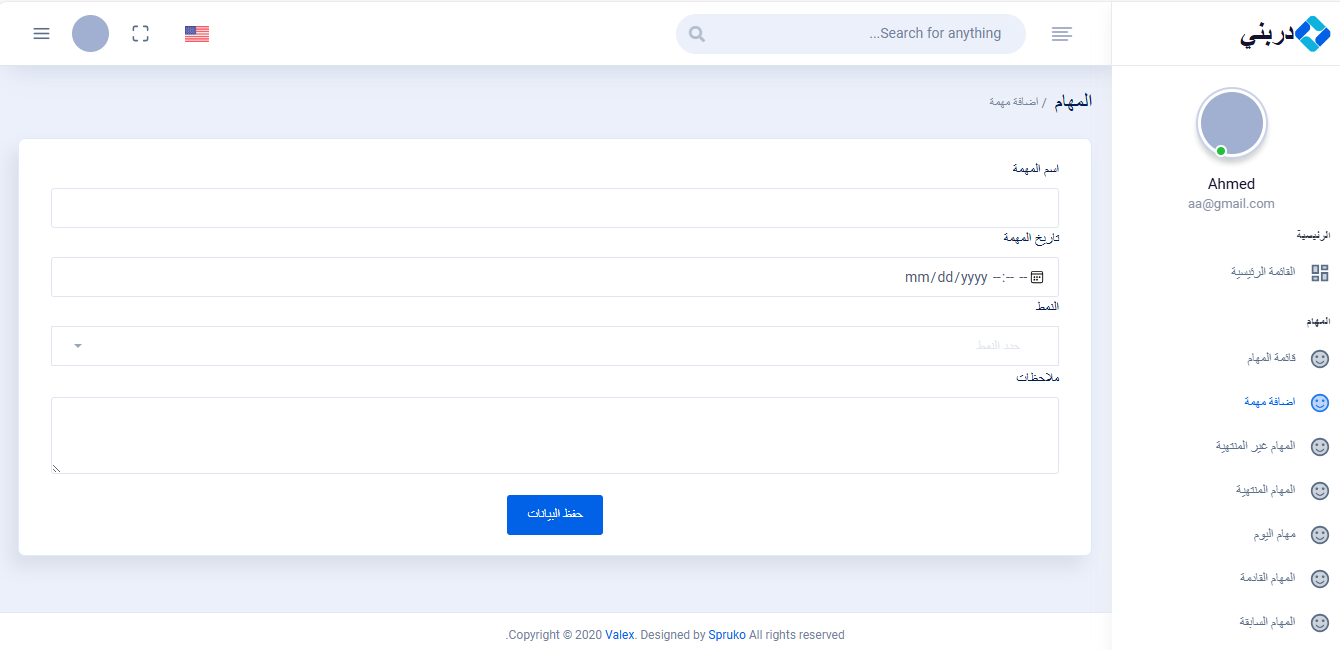 دربني
Search for anything...
Ahmed
aa@gmail.com
الرئيسية
القائمة الرئيسية
المهام
قائمة المهام
اضافة مهمة
المهام غير المنتهية
المهام المنتهية
مهام اليوم
المهام القادمة
المهام السابقة
المهام / اضافة مهمة
اسم المهمة
تاريخ المهمة
mm/dd/yyyy --:-- --
النمط
حدد النمط
ملاحظات
حفظ البيانات
Copyright © 2020 Valex. Designed by Spruko All rights reserved.